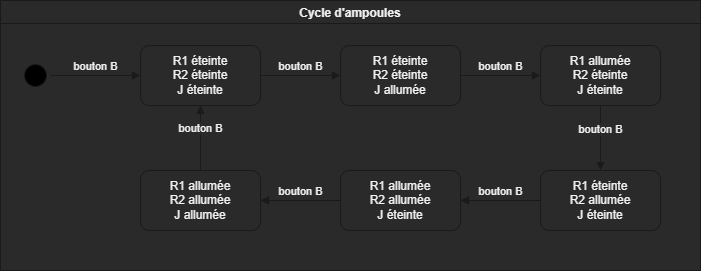 Cycle d'ampoules
bouton B
R1 éteinte
R2 éteinte
J éteinte
bouton B
R1 éteinte
R2 éteinte
J allumée
bouton B
R1 allumée
R2 éteinte
J éteinte
bouton B
R1 éteinte
R2 allumée
J éteinte
bouton B
R1 allumée
R2 allumée
J éteinte
bouton B
R1 allumée
R2 allumée
J allumée
bouton B